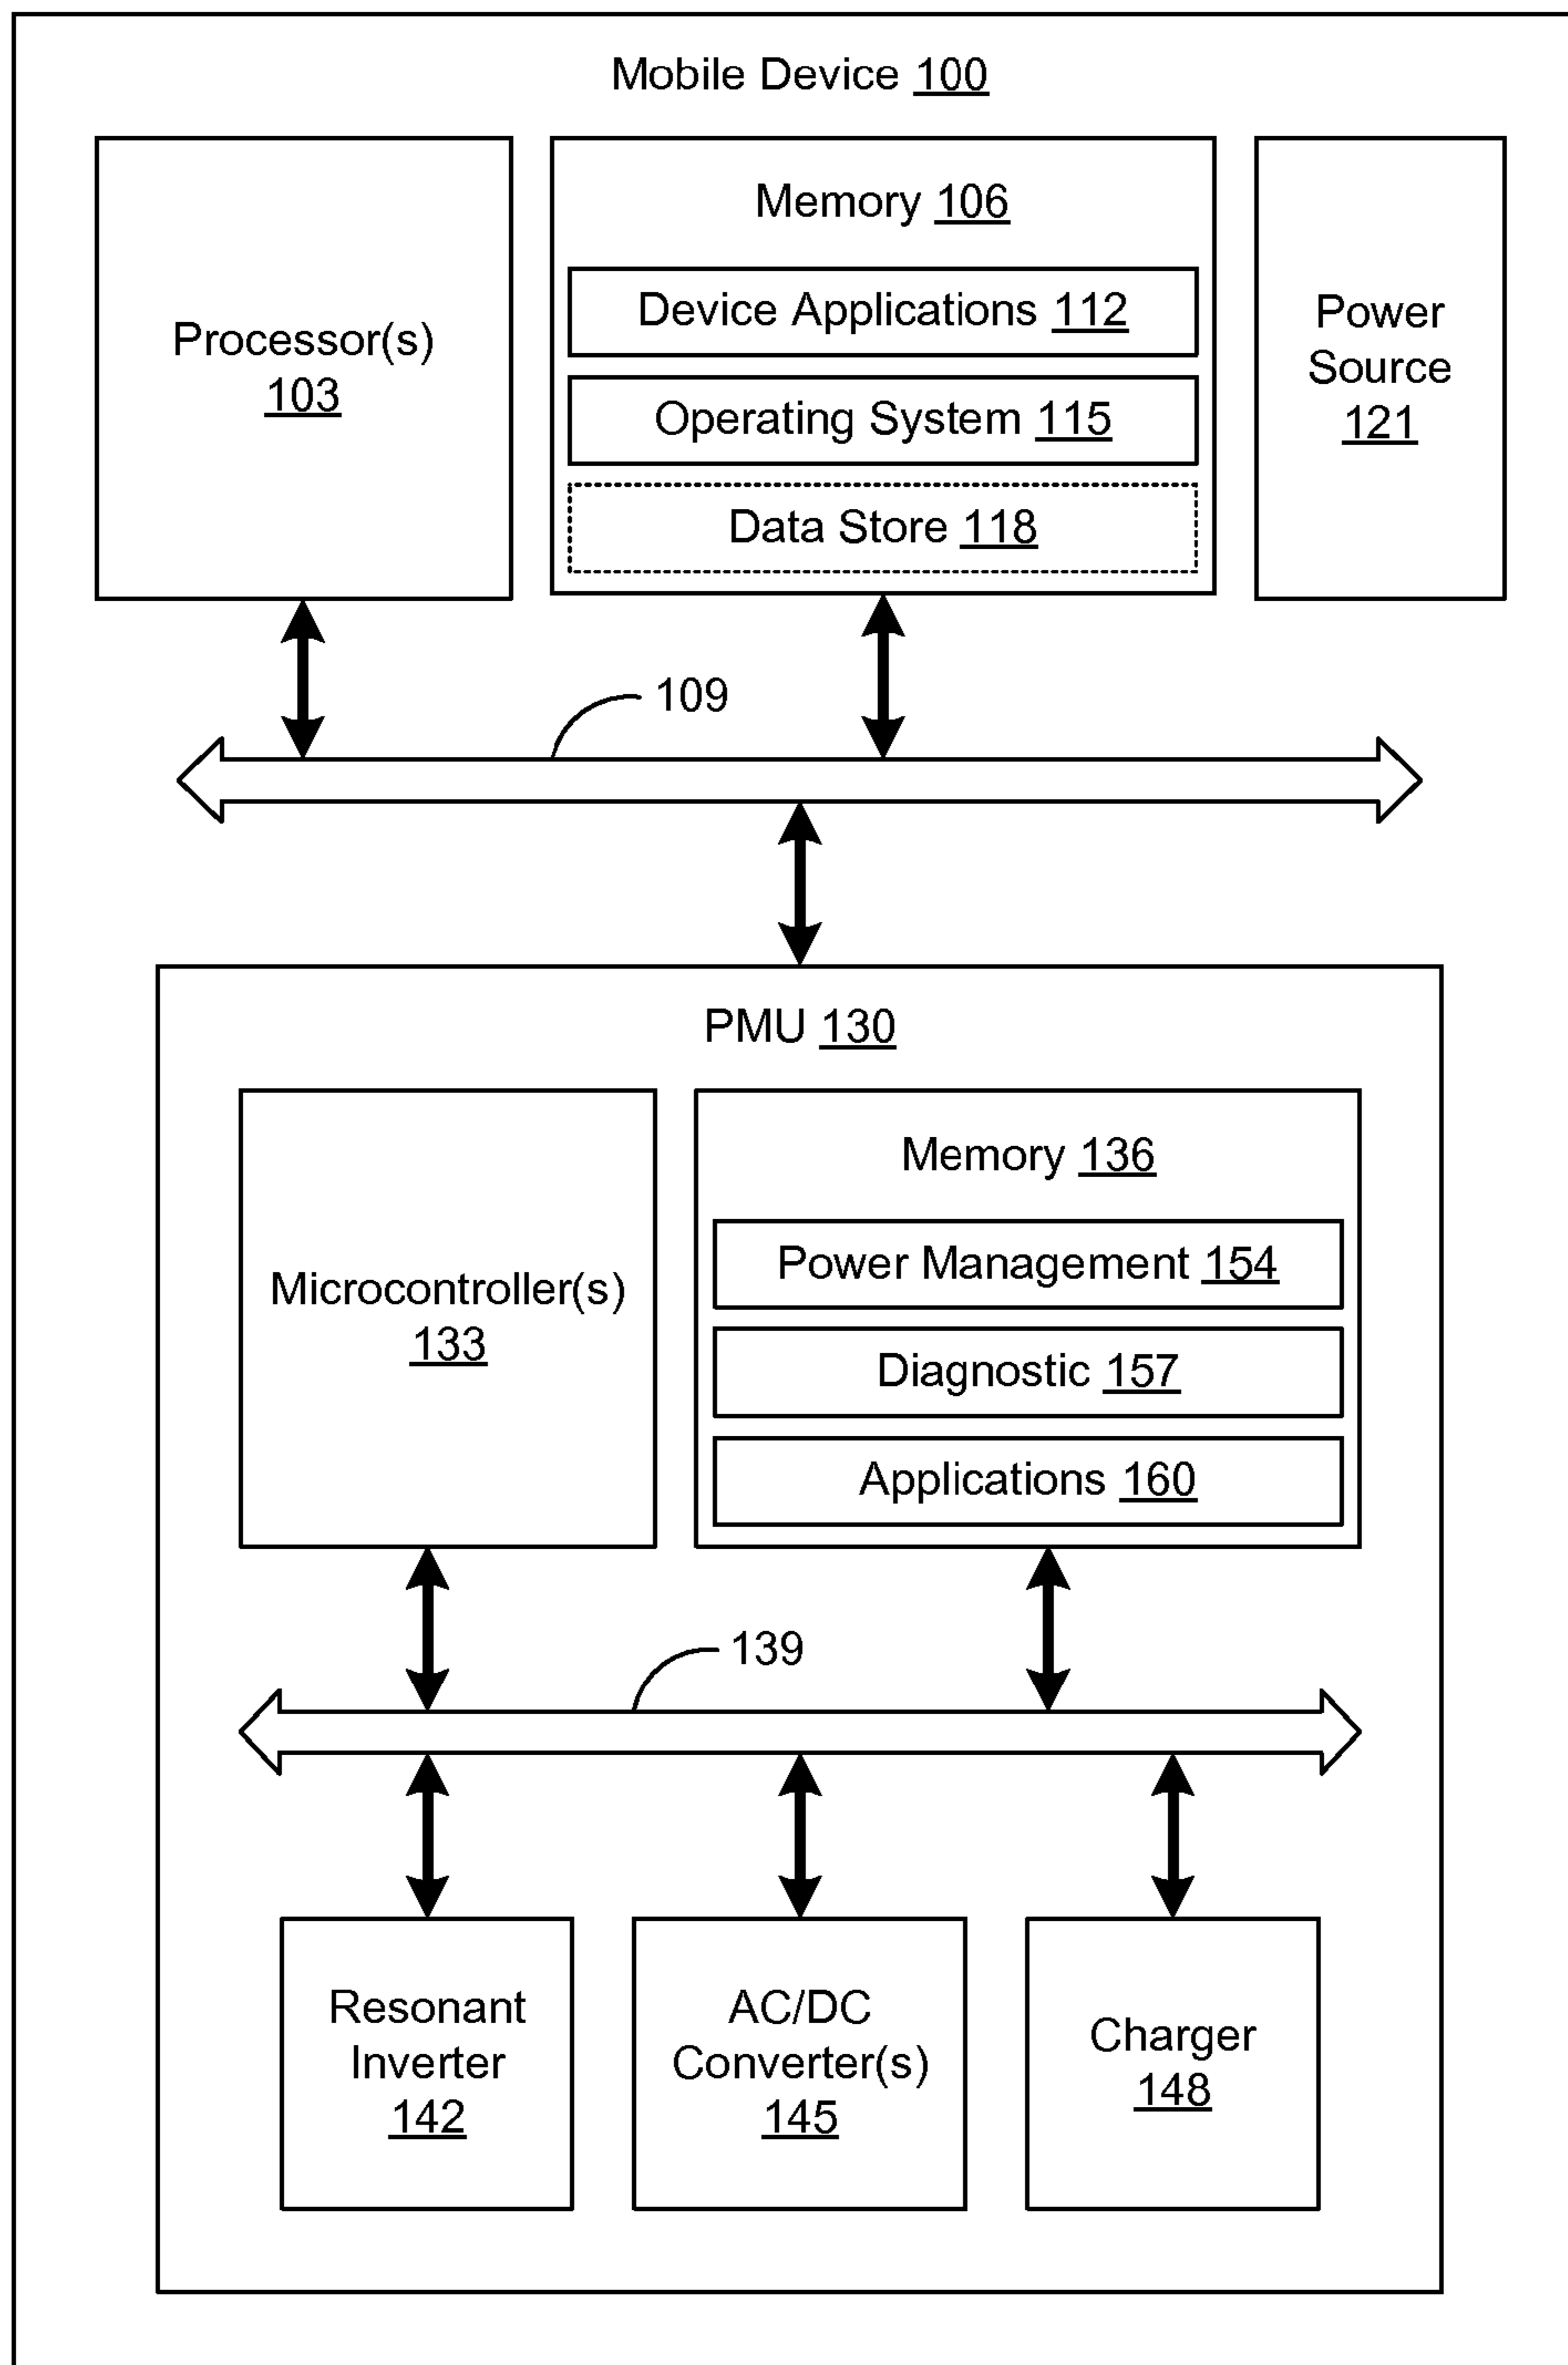 Mobile Device 100
Processor(s)
103
Memory 106
Device Applications 112
Operating System 115
Data Store 118
Power
Source
121
109
PMU 130
Microcontroller(s)
133
Memory 136
Power Management 154
Diagnostic 157
Applications 160
139
Resonant
Inverter
142
AC/DC
Converter(s)
145
Charger
148